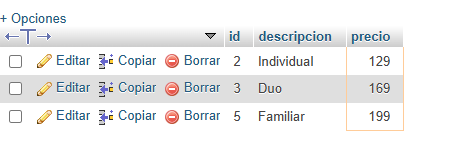 + Opciones
←T→ id descripcion precio
Editar Copiar Borrar 2 Individual 129
Editar Copiar Borrar 3 Duo 169
Editar Copiar Borrar 5 Familiar 199